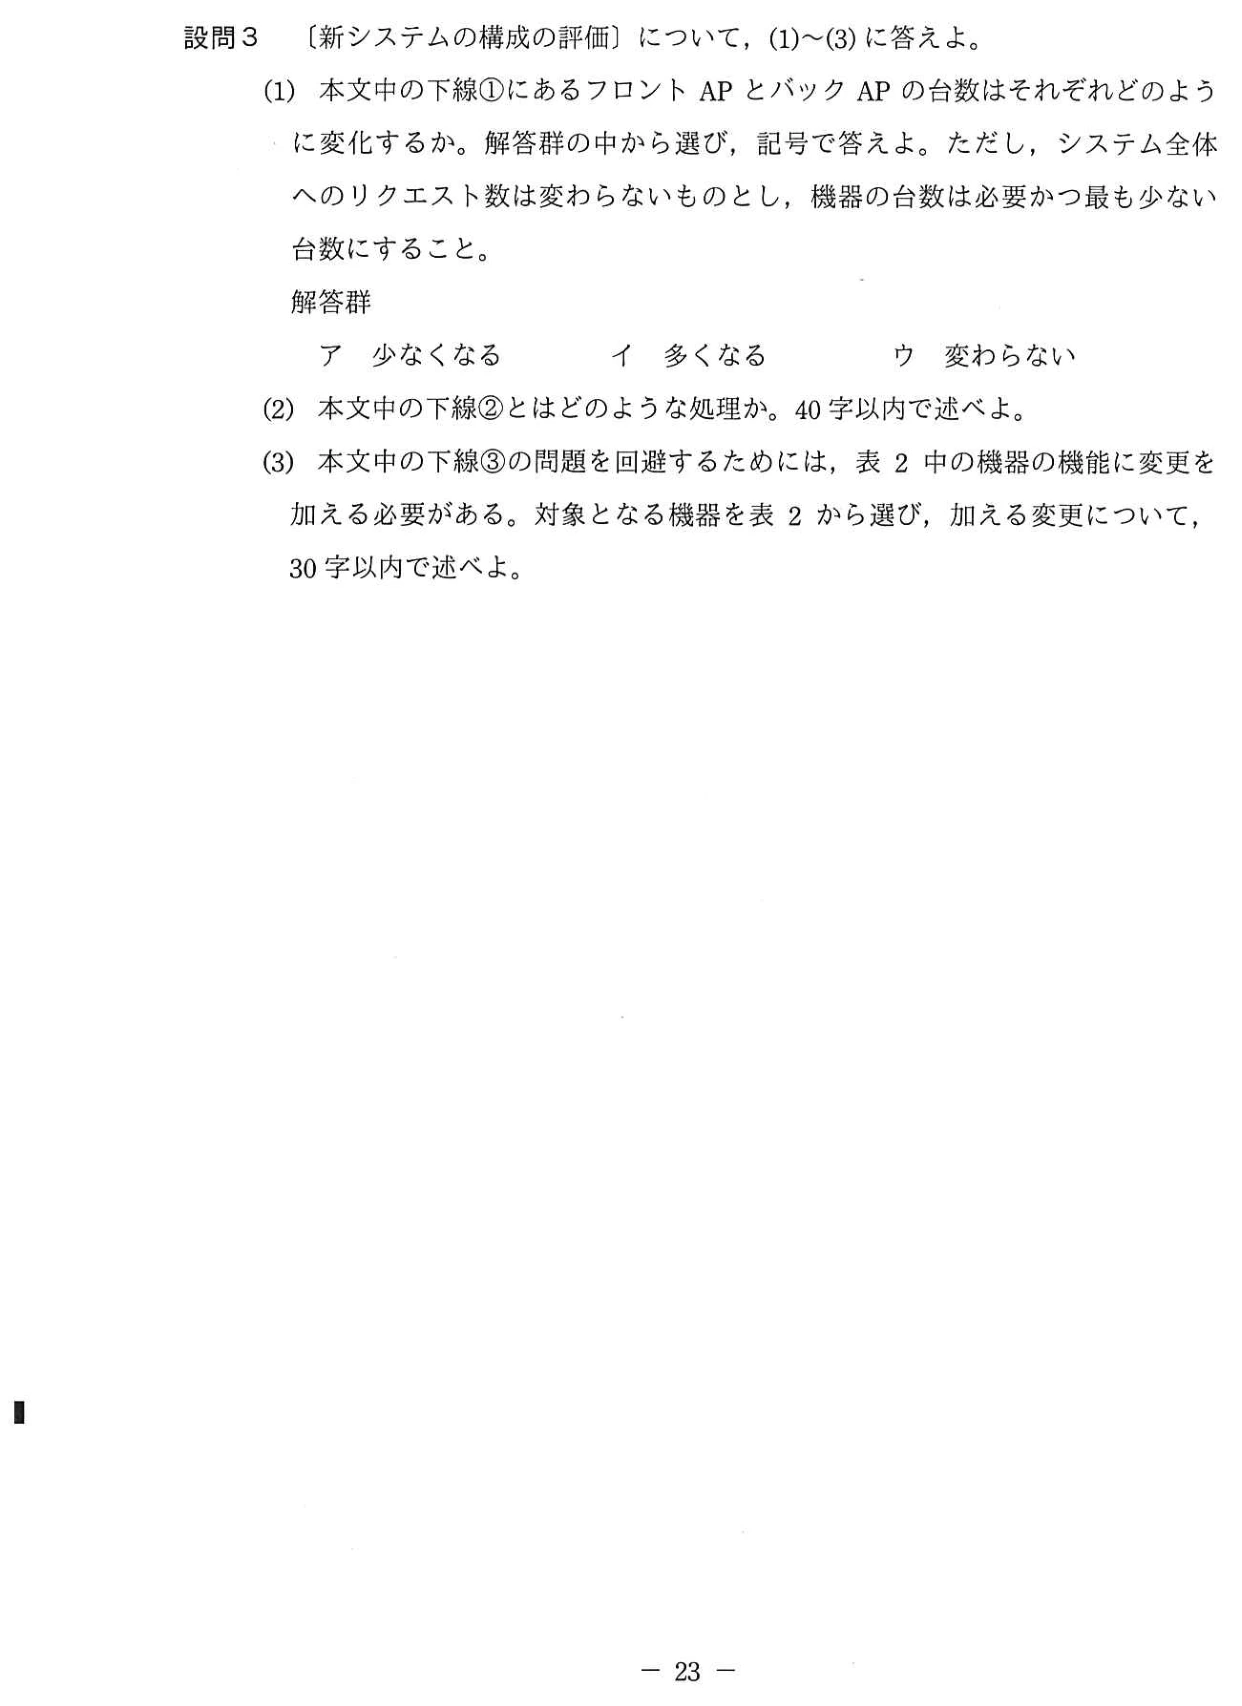 設問3 〔新システムの構成の評価〕について，(1)～(3)に答えよ。
(1) 本文中の下線①にあるフロント AP とバック AP の台数はそれぞれどのよう
に変化するか。解答群の中から選び，記号で答えよ。ただし，システム全体
へのリクエスト数は変わらないものとし，機器の台数は必要かつ最も少ない
台数にすること。
解答群
ア 少なくなる イ 多くなる ウ 変わらない
(2) 本文中の下線②とはどのような処理か。40 字以内で述べよ。
(3) 本文中の下線③の問題を回避するためには，表 2 中の機器の機能に変更を
加える必要がある。対象となる機器を表 2 から選び，加える変更について，
30 字以内で述べよ。
－ 23 －